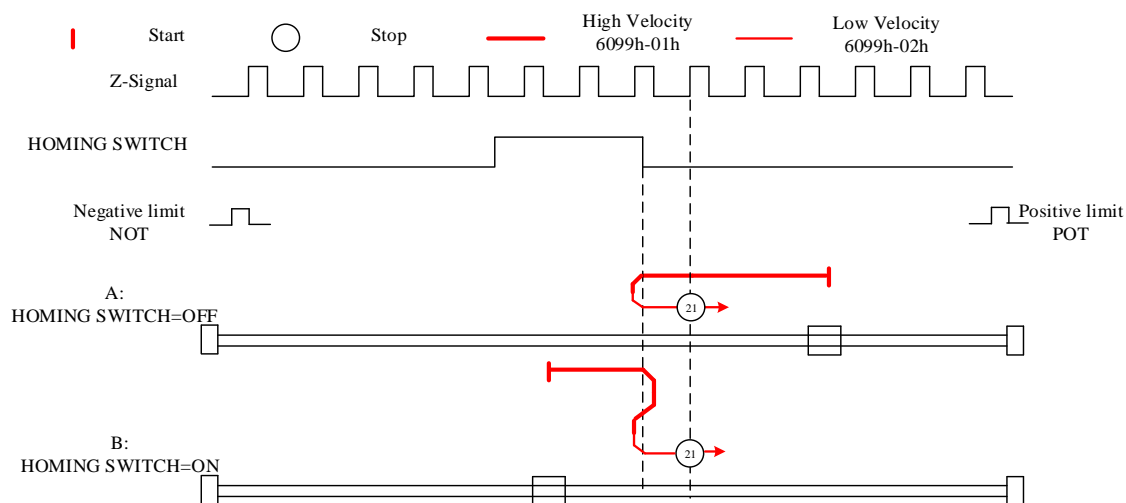 Start
Stop
High Velocity
6099h-01h
Low Velocity
6099h-02h
Z-Signal
HOMING SWITCH
Negative limit
NOT
Positive limit
POT
A:
HOMING SWITCH=OFF
21
B:
HOMING SWITCH=ON
21